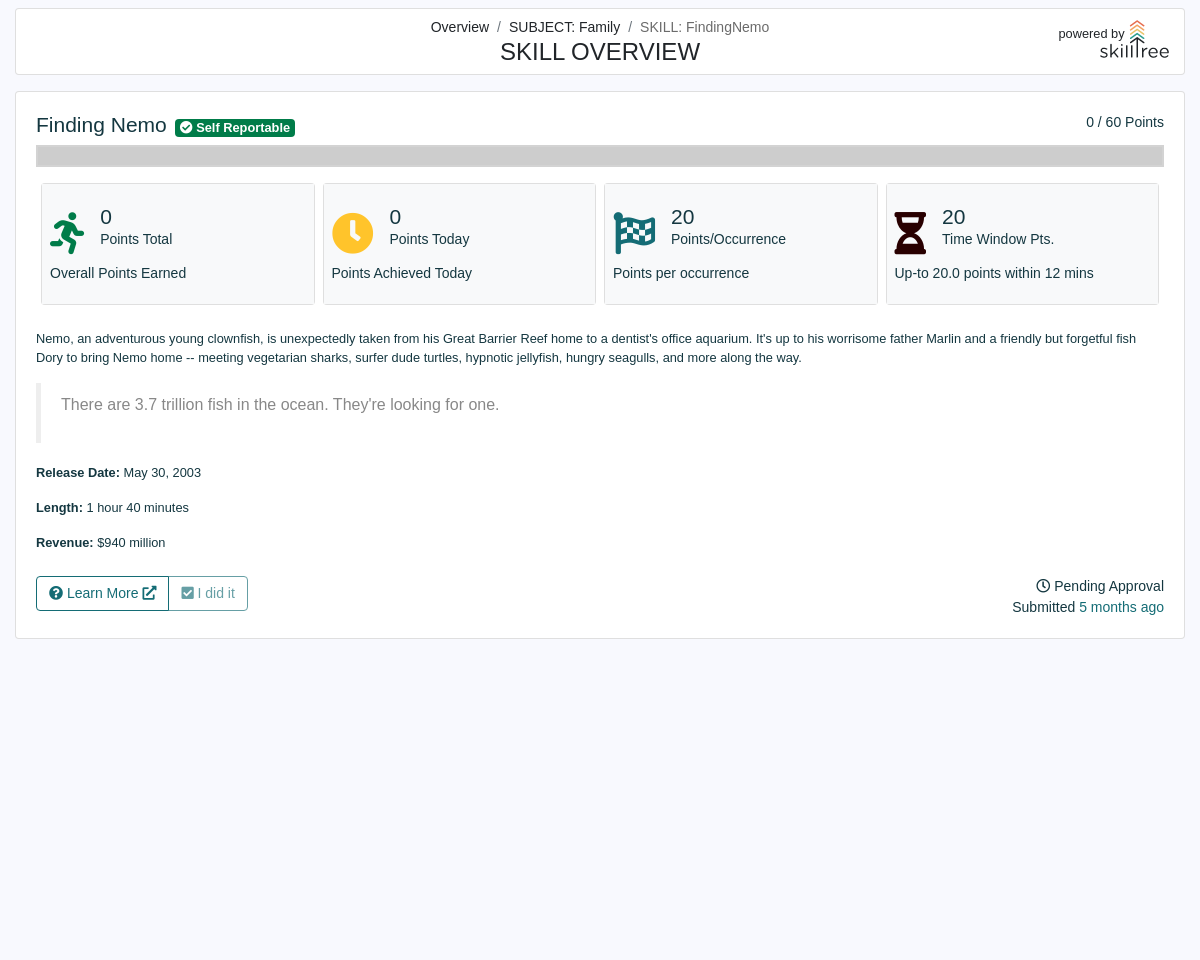 Overview / SUBJECT: Family / SKILL: FindingNemo
SKILL OVERVIEW
powered by
skilltree
Finding Nemo Self Reportable
0 / 60 Points
0
Points Total
Overall Points Earned
0
Points Today
Points Achieved Today
20
Points/Occurrence
Points per occurrence
20
Time Window Pts.
Up-to 20.0 points within 12 mins
Nemo, an adventurous young clownfish, is unexpectedly taken from his Great Barrier Reef home to a dentist's office aquarium. It's up to his worrisome father Marlin and a friendly but forgetful fish
Dory to bring Nemo home -- meeting vegetarian sharks, surfer dude turtles, hypnotic jellyfish, hungry seagulls, and more along the way.
There are 3.7 trillion fish in the ocean. They're looking for one.
Release Date: May 30, 2003
Length: 1 hour 40 minutes
Revenue: $940 million
Learn More
I did it
Pending Approval
Submitted 5 months ago